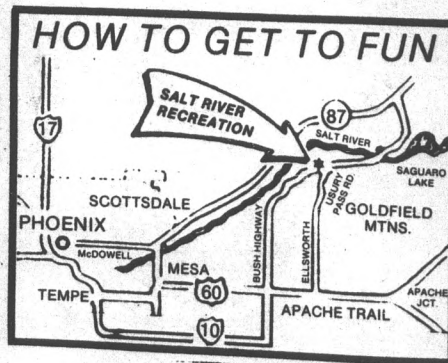 HOW TO GET TO FUN
87
SALT RIVER
RECREATION
17
SALT RIVER
SAGUARO
LAKE
SCOTTSDALE
USURY
PASS RD.
GOLDFIELD
MTNS.
PHOENIX
McDOWELL
BUSH HIGHWAY
ELLSWORTH
MESA
TEMPE
60
APACHE
JCT.
APACHE TRAIL
10